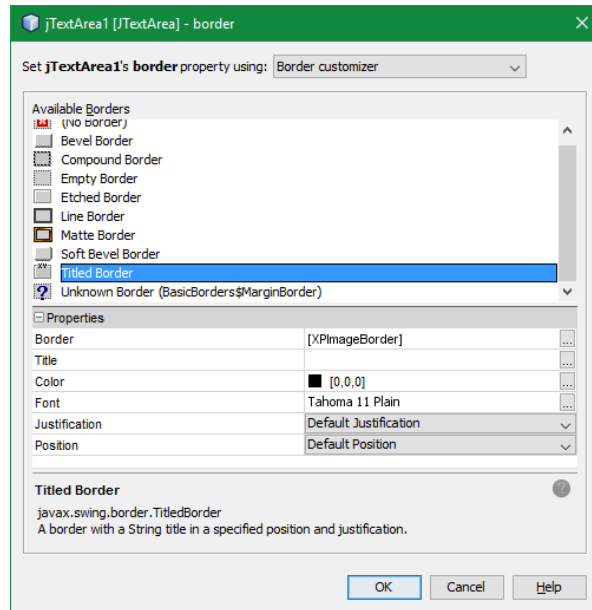 jTextArea1 [JTextArea] - border
Set jTextArea1's border property using: Border customizer
Available Borders
(No Border)
Bevel Border
Compound Border
Empty Border
Etched Border
Line Border
Matte Border
Soft Bevel Border
XY Titled Border
? Unknown Border (BasicBorders$MarginBorder)
Properties
Border [XPImageBorder] ...
Title ...
Color [0,0,0] ...
Font Tahoma 11 Plain ...
Justification Default Justification
Position Default Position
Titled Border ?
javax.swing.border.TitledBorder
A border with a String title in a specified position and justification.
OK Cancel Help